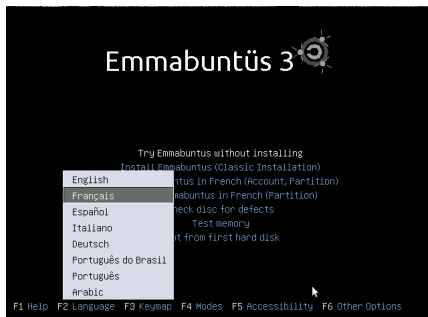 Emmabuntüs 3
Try Emmabuntus without installing
Install Emmabuntus (Classic Installation)
ntus in French (Account, Partition)
mabuntus in French (Partition)
eck disc for defects
Test memory
t from first hard disk
English
Français
Español
Italiano
Deutsch
Português do Brasil
Português
Arabic
F1 Help F2 Language F3 Keymap F4 Modes F5 Accessibility F6 Other Options